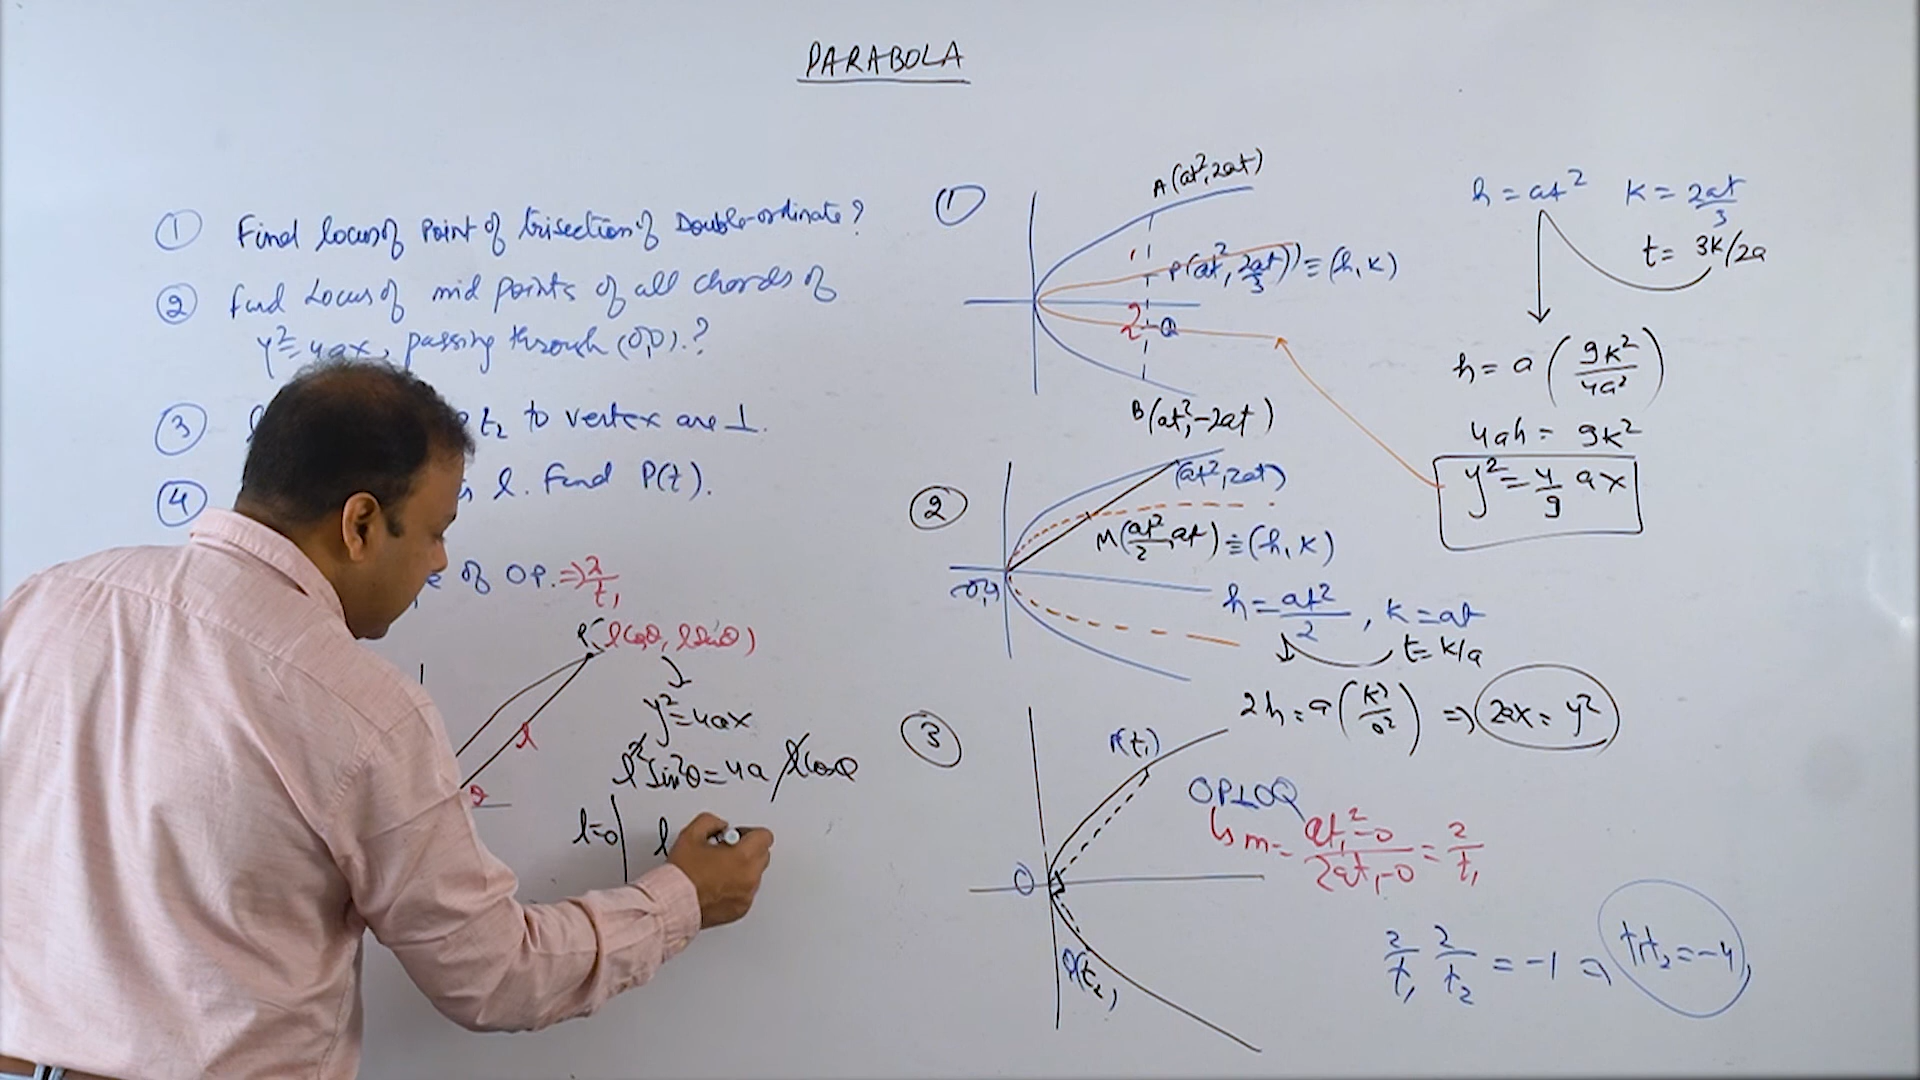 PARABOLA
① Find locus of Point of trisection of Double-ordinate?
② Find Locus of mid points of all chords of
y² = 4ax, passing through (0,0).?
③ t₂ to vertex are ⊥.
④ l. Find P(t).
of OP. ⇒ 2/t₁
P (lcosθ, lsinθ)
l
θ
y² = 4ax
l² sin²θ = 4a lcosθ
l=0 | l
①
A (at², 2at)
P(at², 2at/3) ≡ (h, k)
1
2
Q
B (at², -2at)
h = at² k = 2at/3
t = 3k/2a
h = a (9k²/4a²)
4ah = 9k²
y² = 4/9 ax
②
(at², 2at)
M(at²/2, at) ≡ (h, k)
(0,0)
h = at²/2 , k = at
t = k/a
2h = a (k²/a²) ⇒ 2ax = y²
③
P(t₁)
O
Q(t₂)
OP⊥OQ
↳ m = at₁²-0/2at₁-0 = 2/t₁
2/t₁ 2/t₂ = -1 ⇒ t₁t₂ = -4